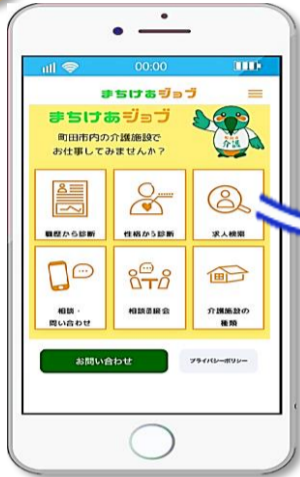 00:00
まちけあジョブ
まちけあジョブ
町田市内の介護施設で
お仕事してみませんか？
介護
職歴から診断
性格から診断
求人検索
相談・
問い合わせ
相談会
介護施設の
種類
お問い合わせ
プライバシーポリシー